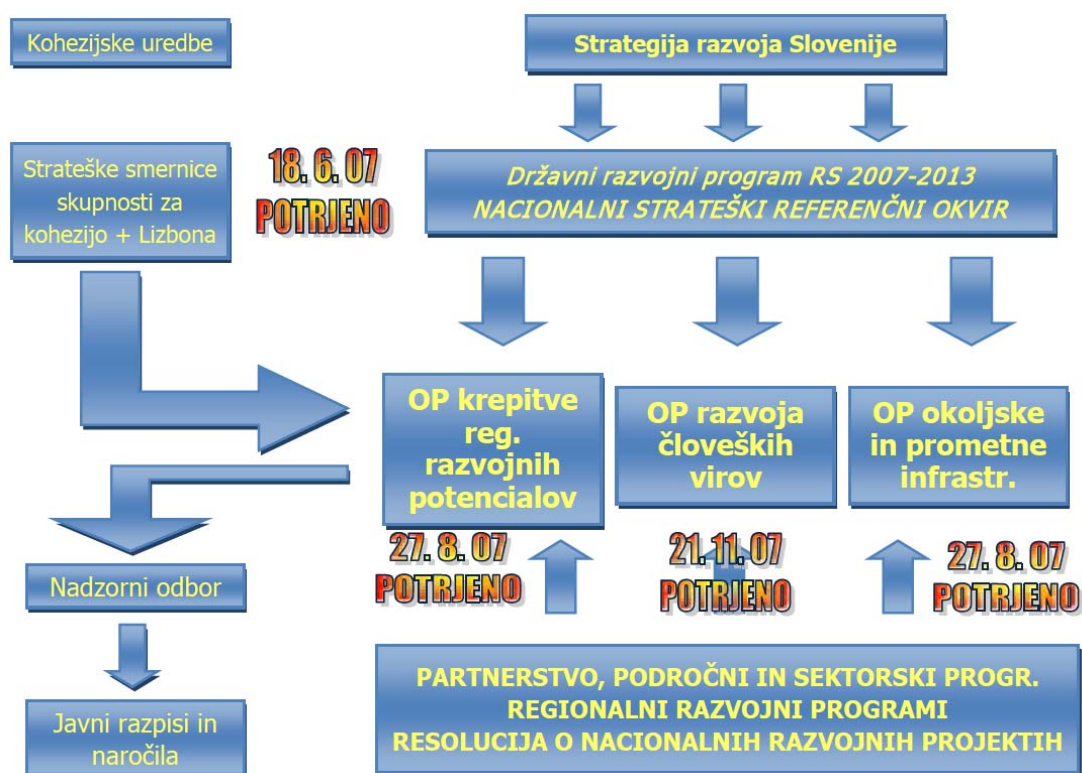 Kohezijske uredbe
Strategija razvoja Slovenije
Strateške smernice
skupnosti za
kohezijo + Lizbona
18. 6. 07
POTRJENO
Državni razvojni program RS 2007-2013
NACIONALNI STRATEŠKI REFERENČNI OKVIR
OP krepitve
reg.
razvojnih
potencialov
OP razvoja
človeških
virov
OP okoljske
in prometne
infrastr.
27. 8. 07
POTRJENO
21. 11. 07
POTRJENO
27. 8. 07
POTRJENO
Nadzorni odbor
Javni razpisi in
naročila
PARTNERSTVO, PODROČNI IN SEKTORSKI PROGR.
REGIONALNI RAZVOJNI PROGRAMI
RESOLUCIJA O NACIONALNIH RAZVOJNIH PROJEKTIH